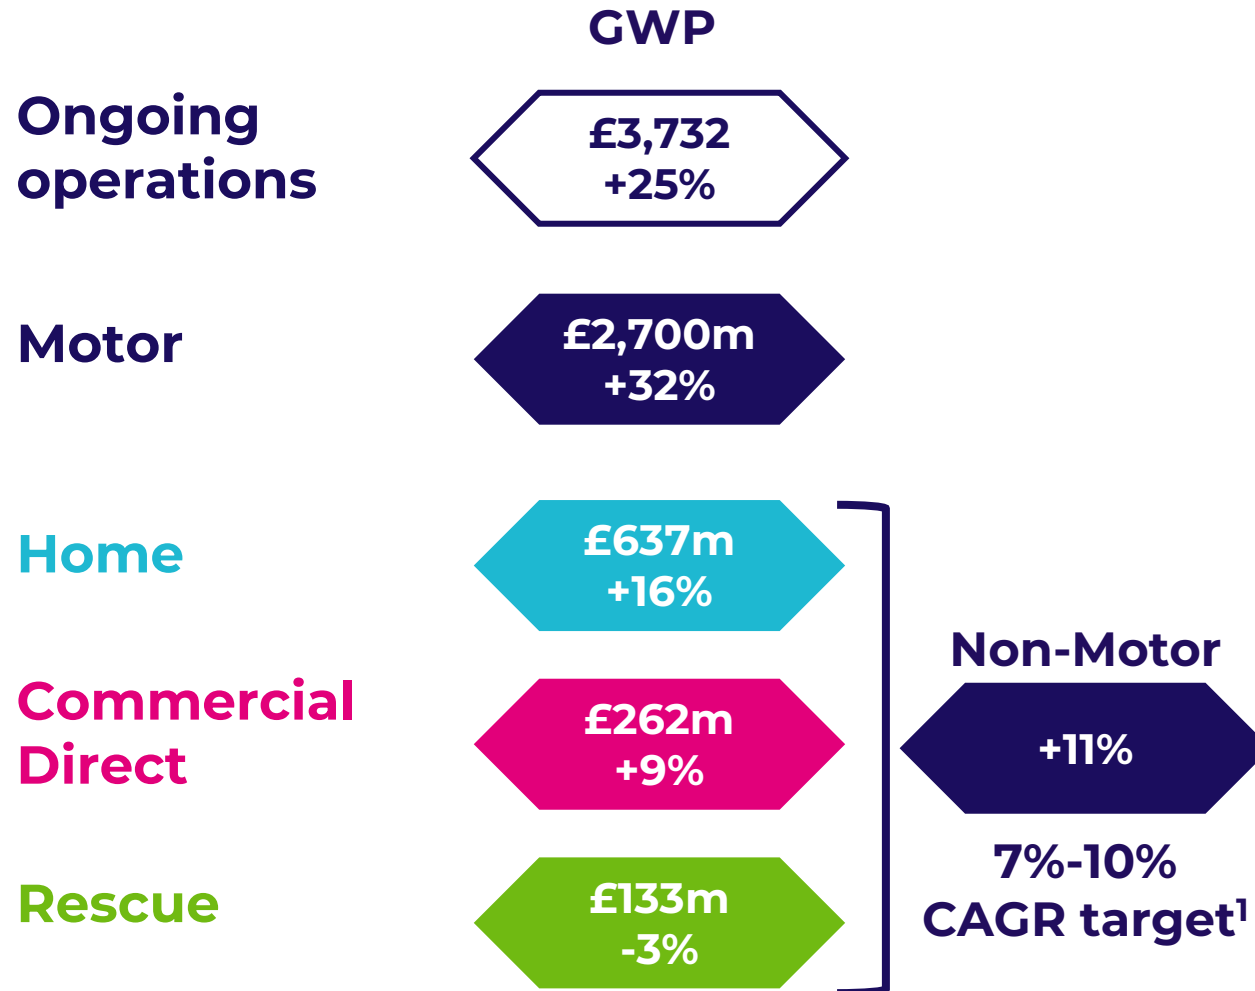 GWP
Ongoing
operations
£3,732
+25%
Motor
£2,700m
+32%
Home
£637m
+16%
Commercial
Direct
£262m
+9%
Rescue
£133m
-3%
Non-Motor
+11%
7%-10%
CAGR target¹